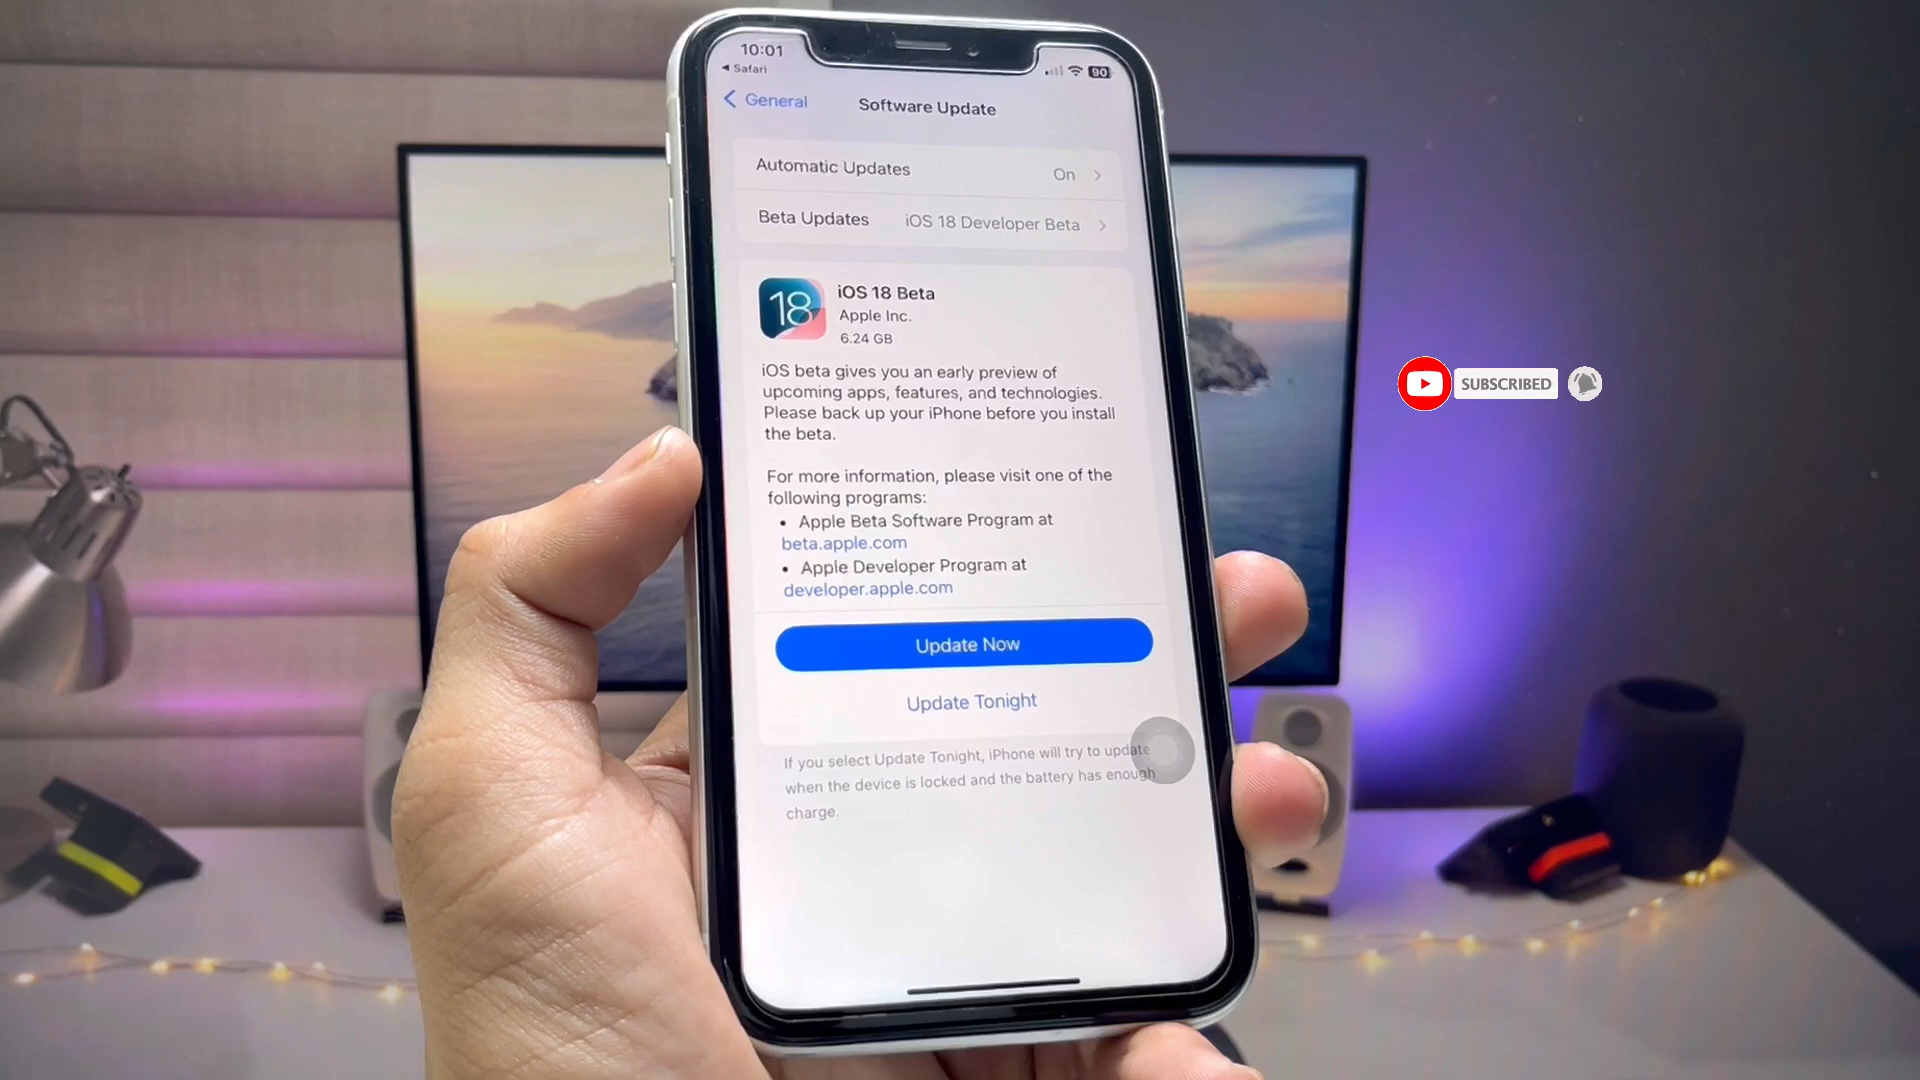 10:01
◀ Safari
90
General
Software Update
Automatic Updates
On
Beta Updates
iOS 18 Developer Beta
18
iOS 18 Beta
Apple Inc.
6.24 GB
iOS beta gives you an early preview of
upcoming apps, features, and technologies.
Please back up your iPhone before you install
the beta.
For more information, please visit one of the
following programs:
• Apple Beta Software Program at
beta.apple.com
• Apple Developer Program at
developer.apple.com
Update Now
Update Tonight
If you select Update Tonight, iPhone will try to update
when the device is locked and the battery has enough
charge.
SUBSCRIBED